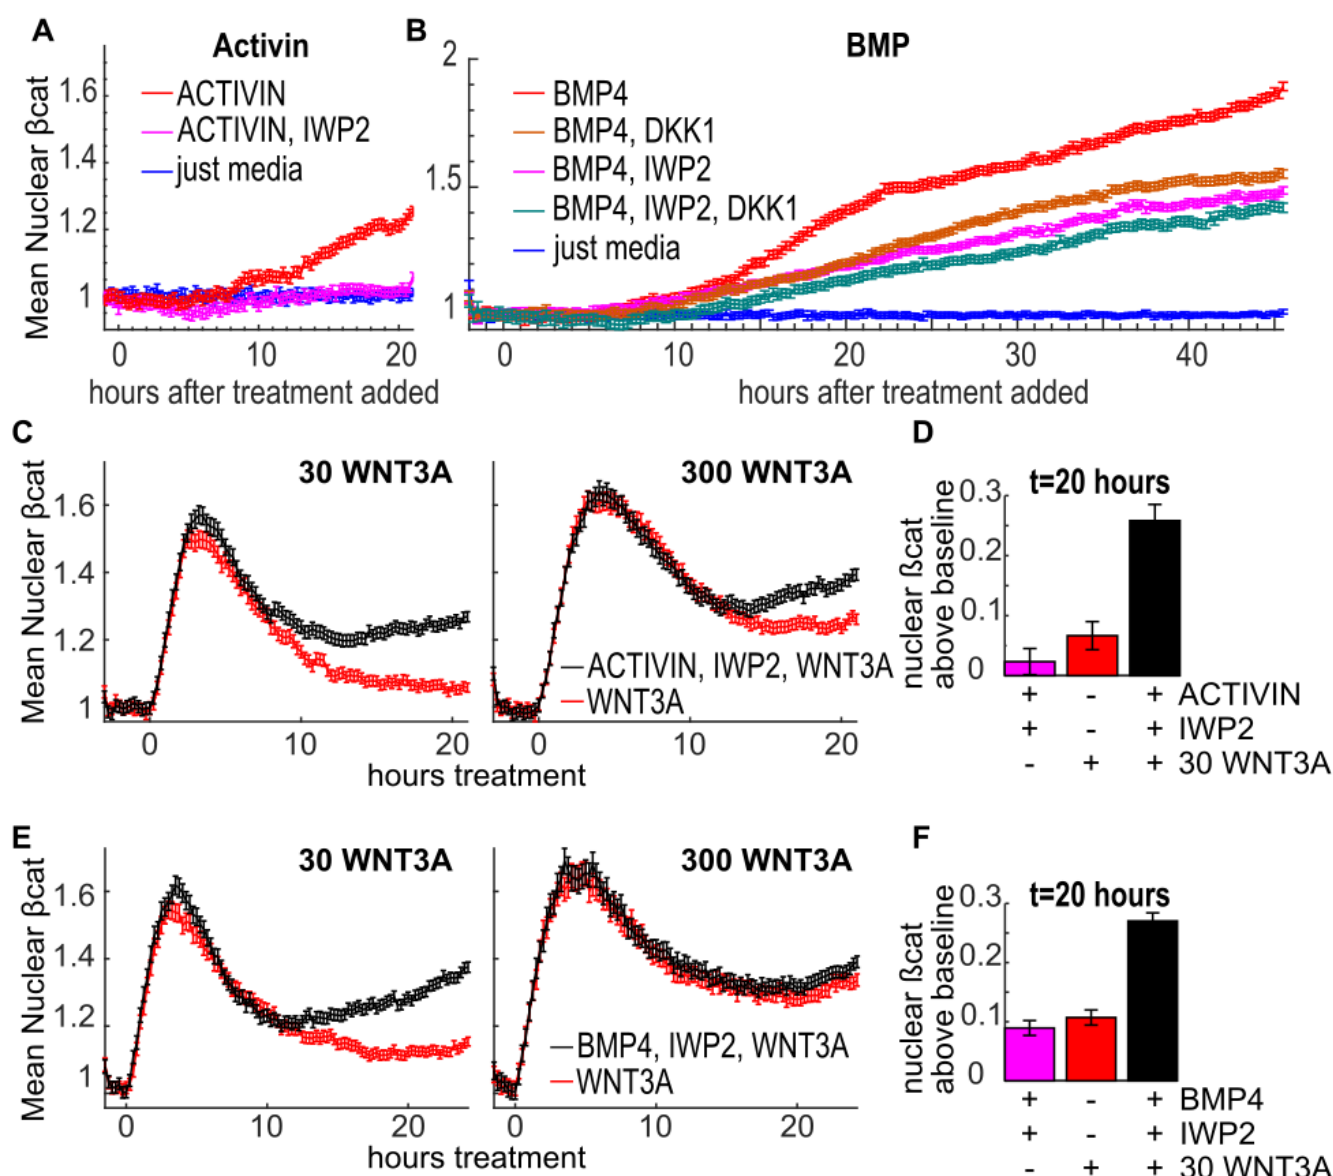 A
Activin
Mean Nuclear βcat
1.6
1.4
1.2
1
ACTIVIN
ACTIVIN, IWP2
just media
0 10 20
hours after treatment added
B
BMP
2
1.5
1
BMP4
BMP4, DKK1
BMP4, IWP2
BMP4, IWP2, DKK1
just media
0 10 20 30 40
hours after treatment added
C
Mean Nuclear βcat
1.6
1.4
1.2
1
30 WNT3A
300 WNT3A
ACTIVIN, IWP2, WNT3A
WNT3A
0 10 20
0 10 20
hours treatment
D
t=20 hours
nuclear ßcat
above baseline
0.3
0.2
0.1
0
+ - + ACTIVIN
+ - + IWP2
- + + 30 WNT3A
E
Mean Nuclear βcat
1.6
1.4
1.2
1
30 WNT3A
300 WNT3A
BMP4, IWP2, WNT3A
WNT3A
0 10 20
0 10 20
hours treatment
F
t=20 hours
nuclear ßcat
above baseline
0.3
0.2
0.1
0
+ - + BMP4
+ - + IWP2
- + + 30 WNT3A